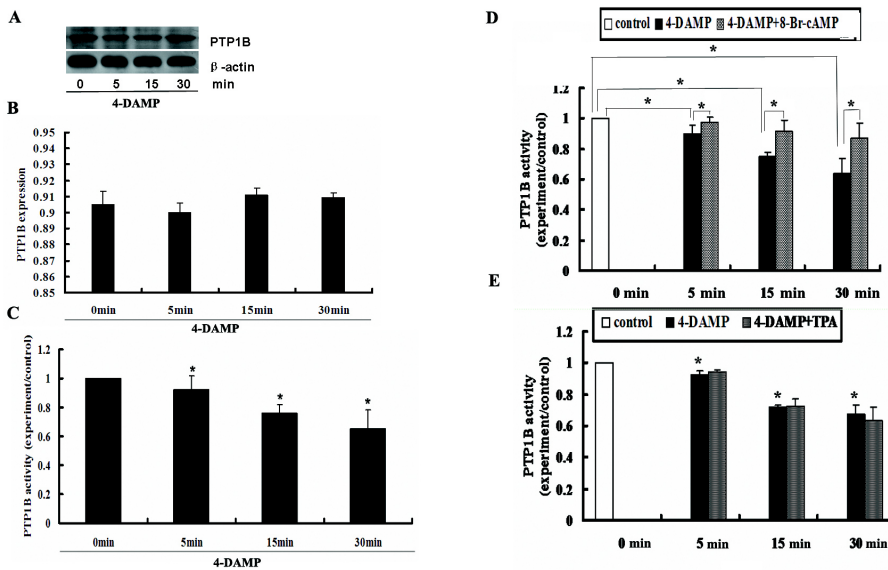 A
PTP1B
β-actin
0 5 15 30 min
4-DAMP
B
PTP1B expression
0.95
0.94
0.93
0.92
0.91
0.9
0.89
0.88
0.87
0.86
0.85
0min 5min 15min 30min
4-DAMP
C
PTP1B activity (experiment/control)
1.2
1
0.8
0.6
0.4
0.2
0
* * *
0min 5min 15min 30min
4-DAMP
D
control 4-DAMP 4-DAMP+8-Br-cAMP
PTP1B activity
(experiment/control)
1.2
1
0.8
0.6
0.4
0.2
0
*
*
* * * *
0 min 5 min 15 min 30 min
E
control 4-DAMP 4-DAMP+TPA
PTP1B activity
(experiment/control)
1.2
1
0.8
0.6
0.4
0.2
0
* * *
0 min 5 min 15 min 30 min